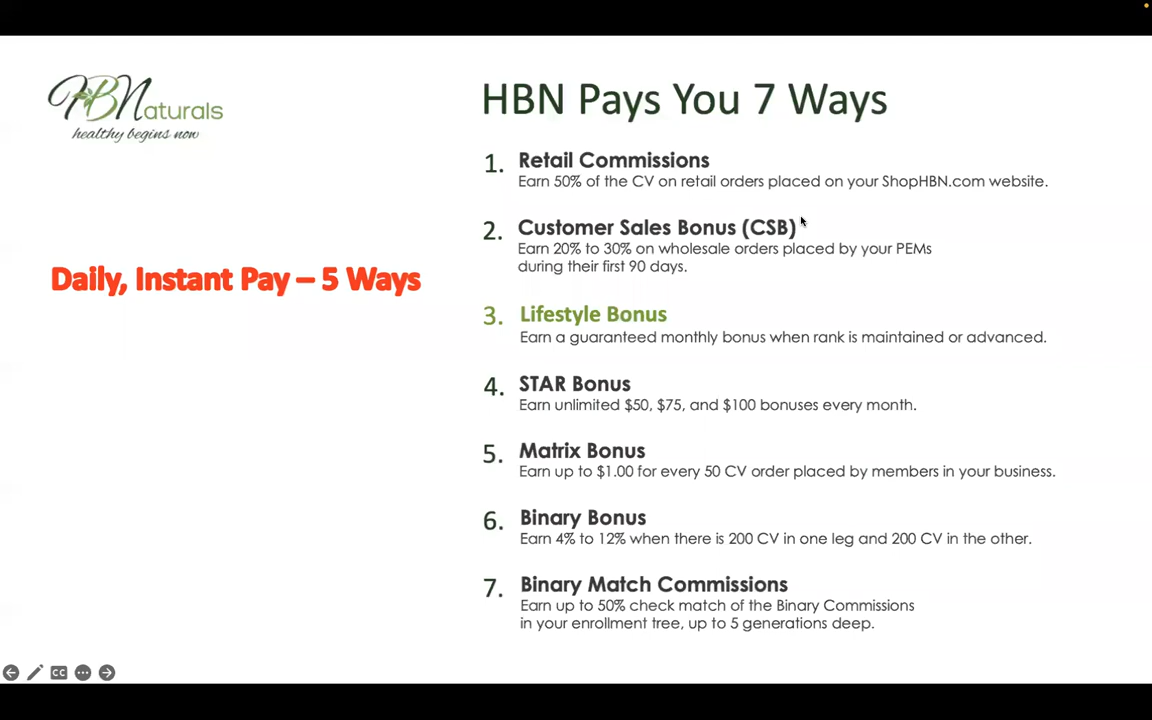 HBNaturals
healthy begins now
Daily, Instant Pay – 5 Ways
HBN Pays You 7 Ways
1. Retail Commissions
Earn 50% of the CV on retail orders placed on your ShopHBN.com website.
2. Customer Sales Bonus (CSB)
Earn 20% to 30% on wholesale orders placed by your PEMs
during their first 90 days.
3. Lifestyle Bonus
Earn a guaranteed monthly bonus when rank is maintained or advanced.
4. STAR Bonus
Earn unlimited $50, $75, and $100 bonuses every month.
5. Matrix Bonus
Earn up to $1.00 for every 50 CV order placed by members in your business.
6. Binary Bonus
Earn 4% to 12% when there is 200 CV in one leg and 200 CV in the other.
7. Binary Match Commissions
Earn up to 50% check match of the Binary Commissions
in your enrollment tree, up to 5 generations deep.
CC